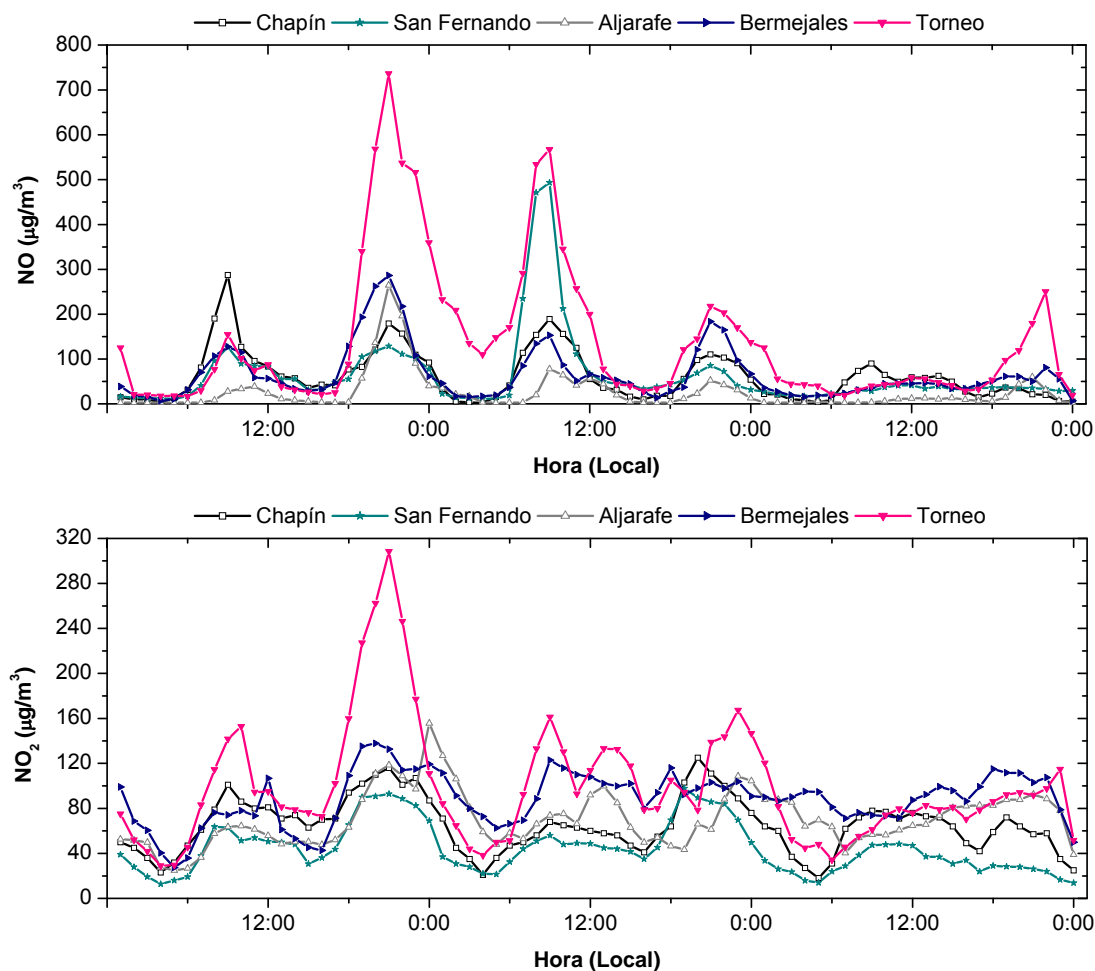 Chapín San Fernando Aljarafe Bermejales Torneo
800
700
600
500
400
300
200
100
0
NO (µg/m³)
12:00 0:00 12:00 0:00 12:00 0:00
Hora (Local)
Chapín San Fernando Aljarafe Bermejales Torneo
320
280
240
200
160
120
80
40
0
NO₂ (µg/m³)
12:00 0:00 12:00 0:00 12:00 0:00
Hora (Local)